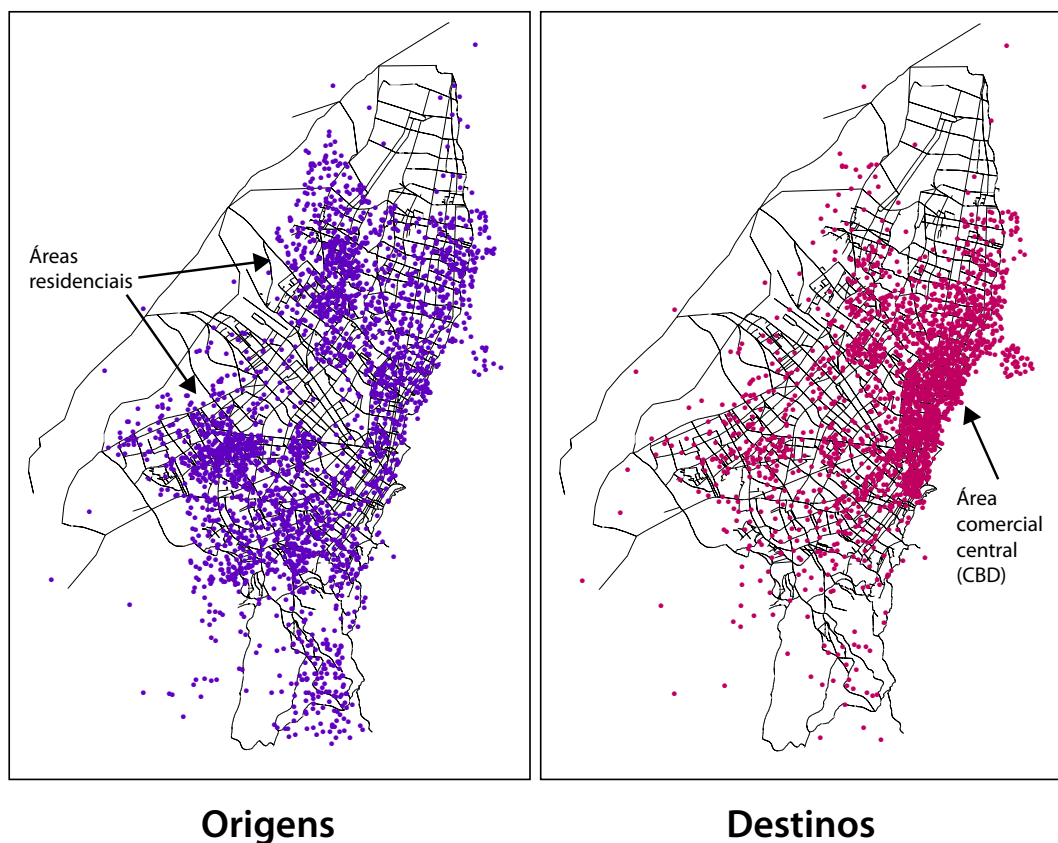 Áreas
residenciais
Área
comercial
central
(CBD)
Origens
Destinos